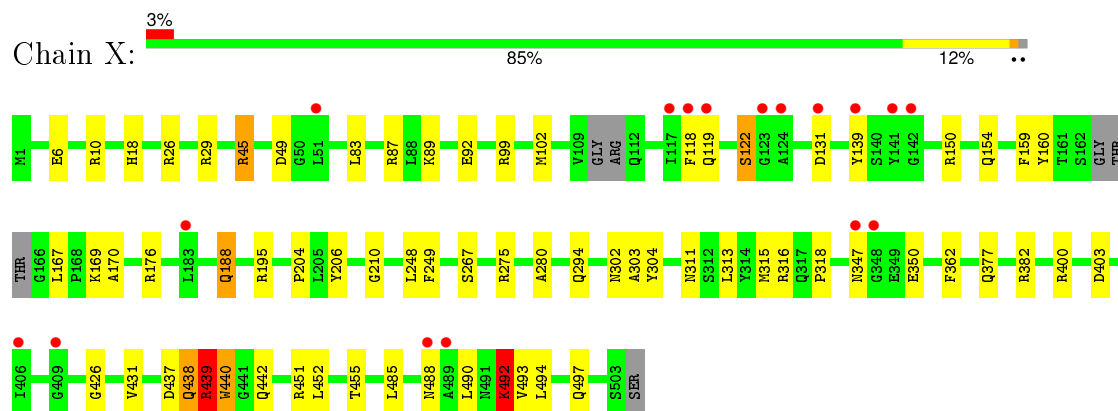 3%
Chain X:
85% 12% ••
M1 E6 R10 H18 R26 R29 R45 D49 G50 L51 L83 R87 L88 K89 E92 R99 M102 V109 GLY ARG Q112 I117 F118 Q119 S122 G123 A124 D131 Y139 S140 Y141 G142 R150 Q154 F159 Y160 T161 S162 GLY THR
THR G166 L167 P168 K169 A170 R176 L183 Q188 R195 P204 L205 Y206 G210 L248 F249 S267 R275 A280 Q294 N302 A303 Y304 N311 S312 L313 Y314 M315 R316 Q317 P318 N347 G348 E349 E350 F362 Q377 R382 R400 D403
I406 G409 G426 V431 D437 Q438 R439 W440 G441 Q442 R451 L452 T455 L485 N488 A489 L490 N491 K492 V493 L494 Q497 S503 SER